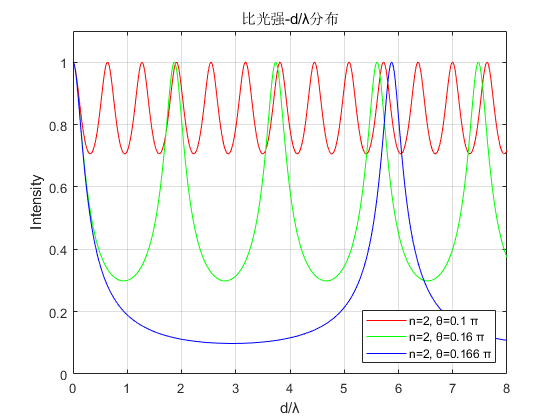 比光强-d/λ分布
Intensity
1
0.8
0.6
0.4
0.2
0
0 1 2 3 4 5 6 7 8
d/λ
n=2, θ=0.1 π
n=2, θ=0.16 π
n=2, θ=0.166 π